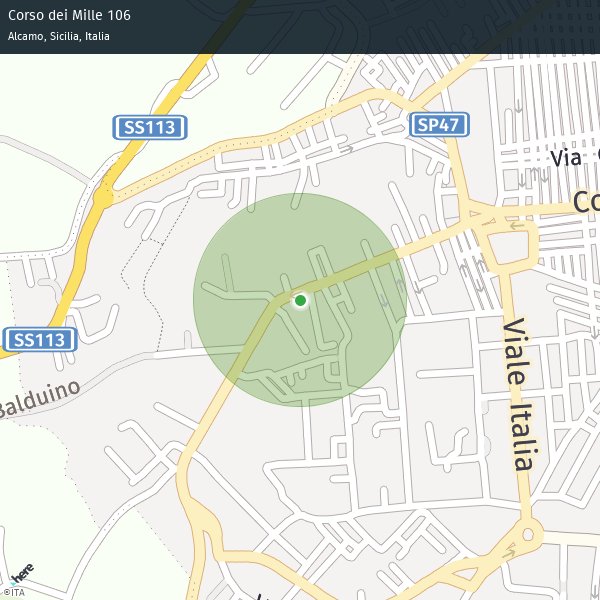 Corso dei Mille 106
Alcamo, Sicilia, Italia
SS113
SP47
Via
Co
SS113
Balduino
Viale Italia
here
©ITA